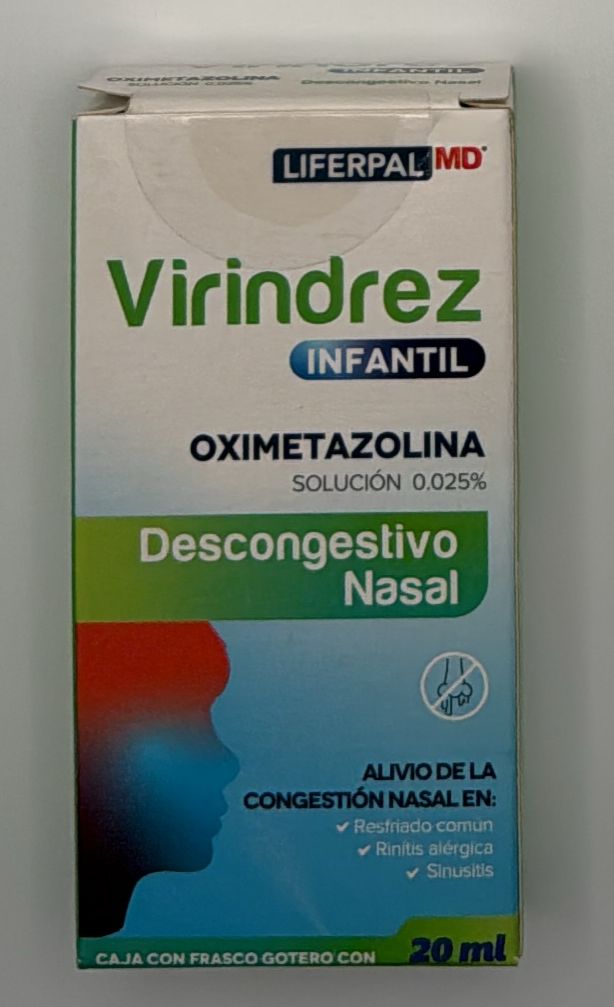 OXIMETAZOLINA
SOLUCIÓN 0.025%
INFANTIL
Descongestivo Nasal
LIFERPAL MD®
Virindrez
INFANTIL
OXIMETAZOLINA
SOLUCIÓN 0.025%
Descongestivo
Nasal
ALIVIO DE LA
CONGESTIÓN NASAL EN:
✓ Resfriado común
✓ Rinitis alérgica
✓ Sinusitis
CAJA CON FRASCO GOTERO CON 20 ml